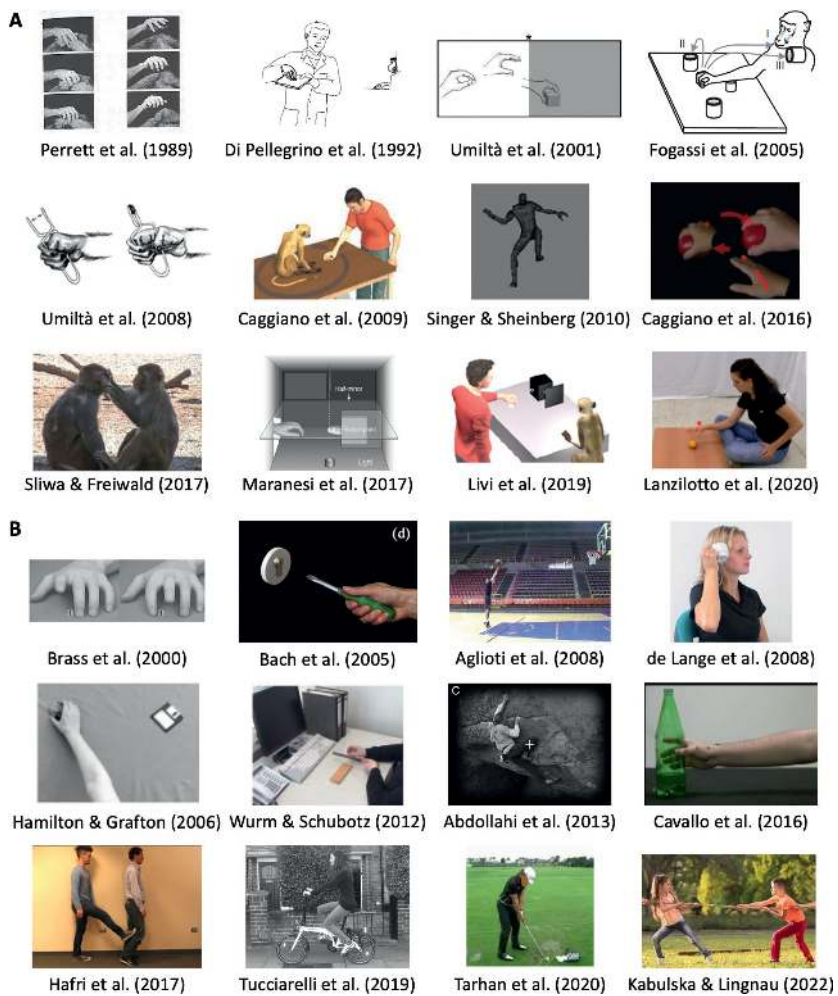 A
Perrett et al. (1989)
Di Pellegrino et al. (1992)
Umiltà et al. (2001)
Fogassi et al. (2005)
I
II
III
Umiltà et al. (2008)
Caggiano et al. (2009)
Singer & Sheinberg (2010)
Caggiano et al. (2016)
Half-mirror
Sliwa & Freiwald (2017)
Maranesi et al. (2017)
Livi et al. (2019)
Lanzilotto et al. (2020)
B
(d)
Brass et al. (2000)
Bach et al. (2005)
Aglioti et al. (2008)
de Lange et al. (2008)
C
Hamilton & Grafton (2006)
Wurm & Schubotz (2012)
Abdollahi et al. (2013)
Cavallo et al. (2016)
Hafri et al. (2017)
Tucciarelli et al. (2019)
Tarhan et al. (2020)
Kabulska & Lingnau (2022)